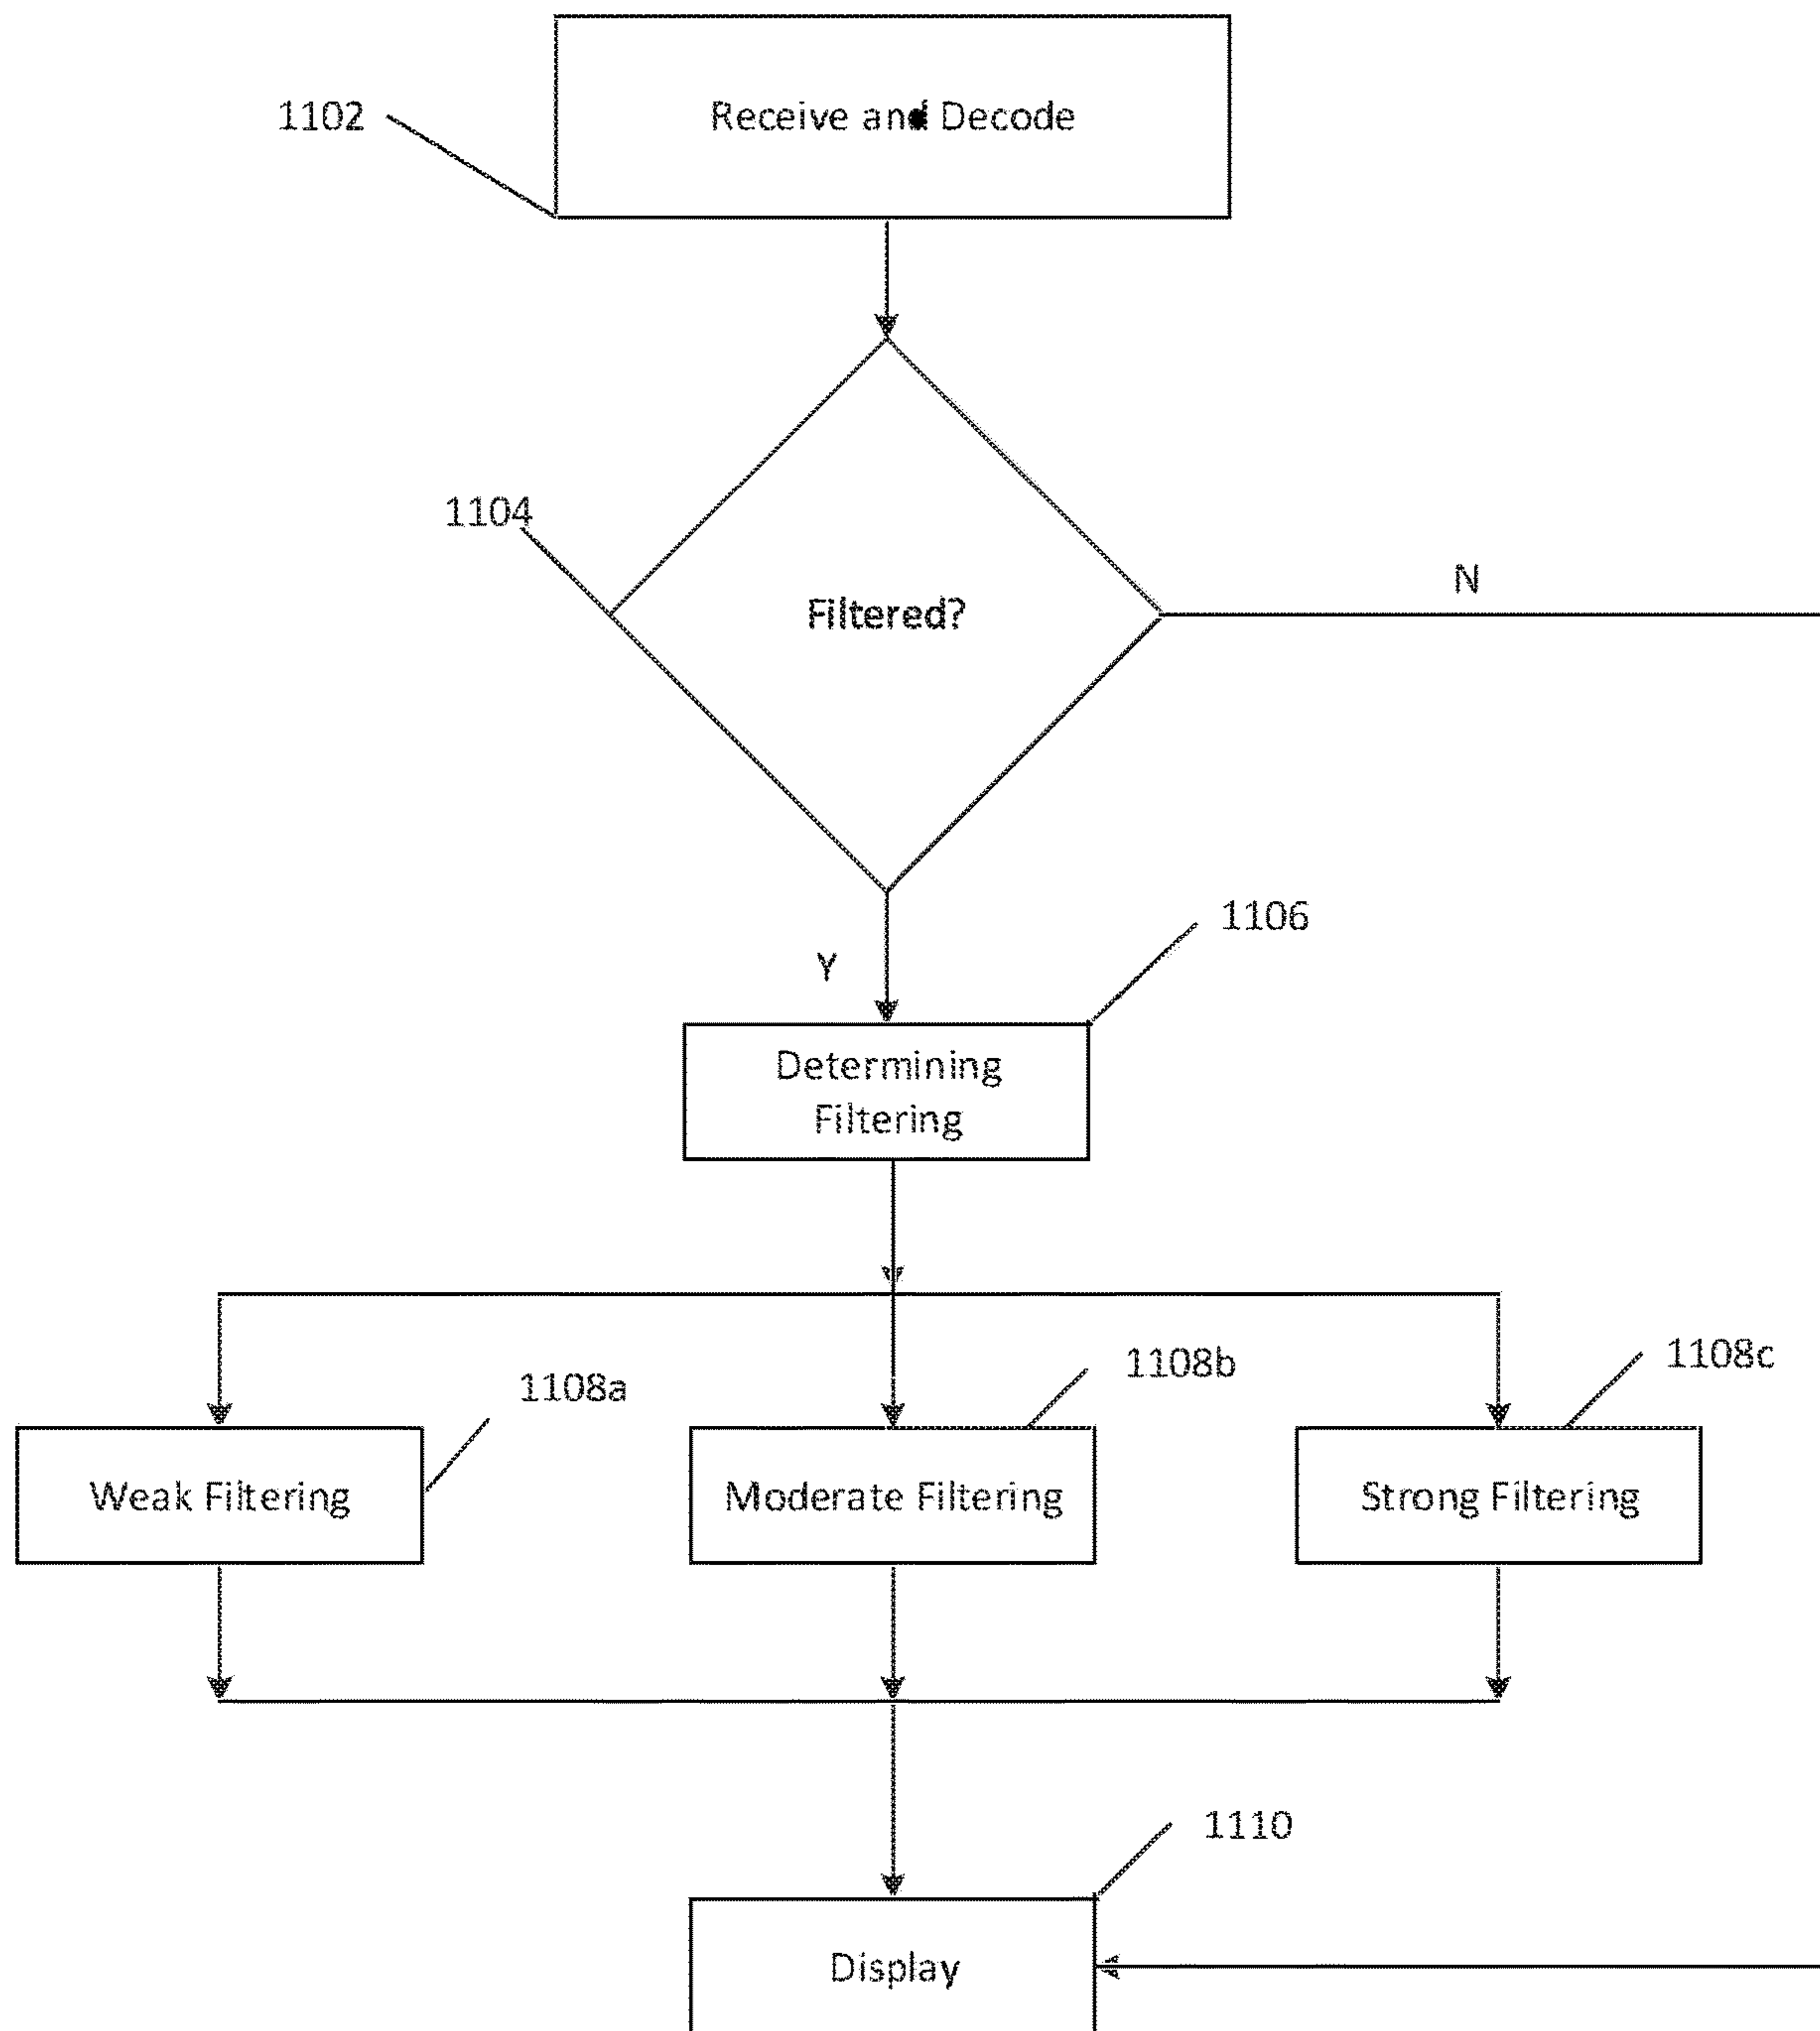 1102
Receive and Decode
1104
Filtered?
N
1106
Y
Determining
Filtering
1108a
1108b
1108c
Weak Filtering
Moderate Filtering
Strong Filtering
1110
Display